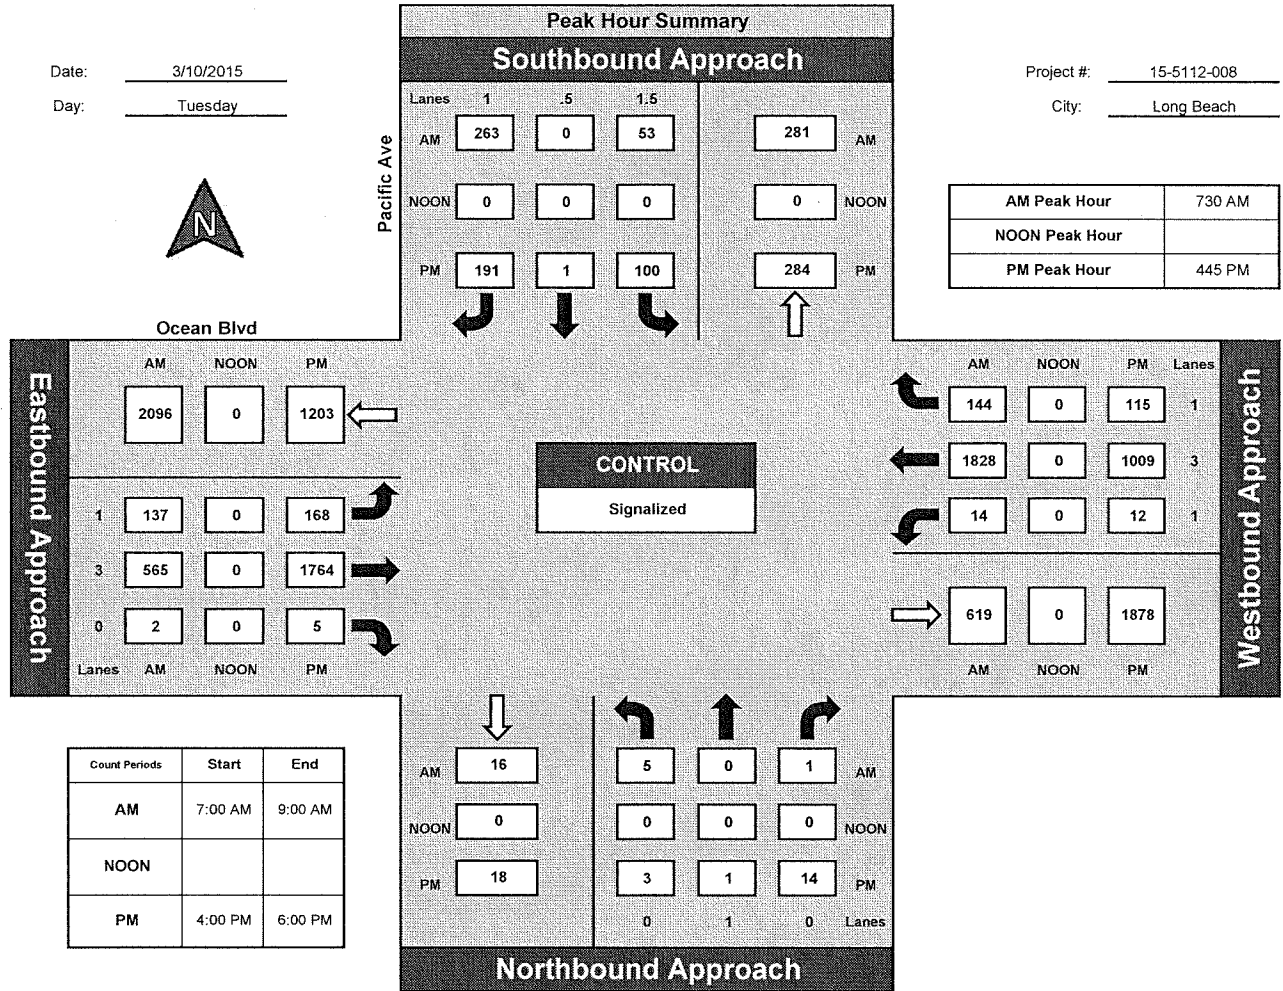 Peak Hour Summary
Southbound Approach
Date: 3/10/2015
Day: Tuesday
Project #: 15-5112-008
City: Long Beach
N
Pacific Ave
Lanes 1 .5 1.5
AM 263 0 53 281 AM
NOON 0 0 0 0 NOON
PM 191 1 100 284 PM
AM Peak Hour 730 AM
NOON Peak Hour
PM Peak Hour 445 PM
Ocean Blvd
Eastbound Approach
AM NOON PM
2096 0 1203
1 137 0 168
3 565 0 1764
0 2 0 5
Lanes AM NOON PM
CONTROL
Signalized
AM NOON PM Lanes
144 0 115 1
1828 0 1009 3
14 0 12 1
619 0 1878
AM NOON PM
Westbound Approach
Count Periods Start End
AM 7:00 AM 9:00 AM
NOON
PM 4:00 PM 6:00 PM
AM 16 5 0 1 AM
NOON 0 0 0 0 NOON
PM 18 3 1 14 PM
0 1 0 Lanes
Northbound Approach